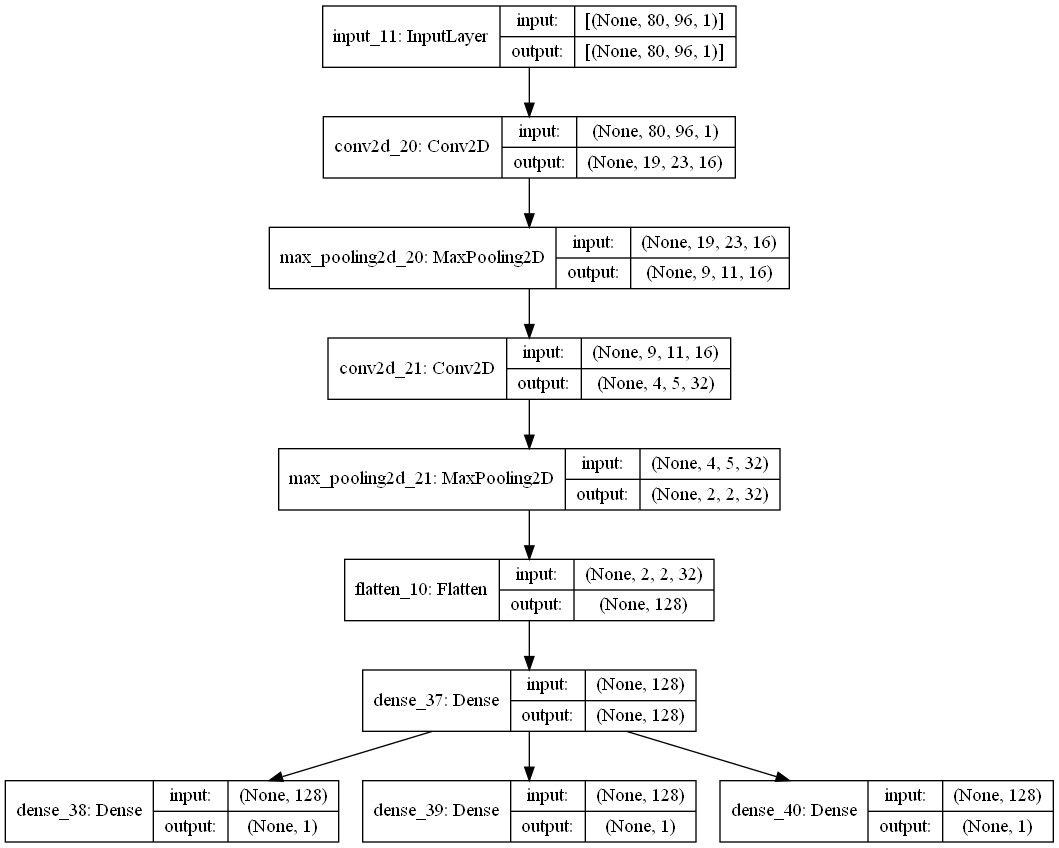 input_11: InputLayer
input: [(None, 80, 96, 1)]
output: [(None, 80, 96, 1)]
conv2d_20: Conv2D
input: (None, 80, 96, 1)
output: (None, 19, 23, 16)
max_pooling2d_20: MaxPooling2D
input: (None, 19, 23, 16)
output: (None, 9, 11, 16)
conv2d_21: Conv2D
input: (None, 9, 11, 16)
output: (None, 4, 5, 32)
max_pooling2d_21: MaxPooling2D
input: (None, 4, 5, 32)
output: (None, 2, 2, 32)
flatten_10: Flatten
input: (None, 2, 2, 32)
output: (None, 128)
dense_37: Dense
input: (None, 128)
output: (None, 128)
dense_38: Dense
input: (None, 128)
output: (None, 1)
dense_39: Dense
input: (None, 128)
output: (None, 1)
dense_40: Dense
input: (None, 128)
output: (None, 1)